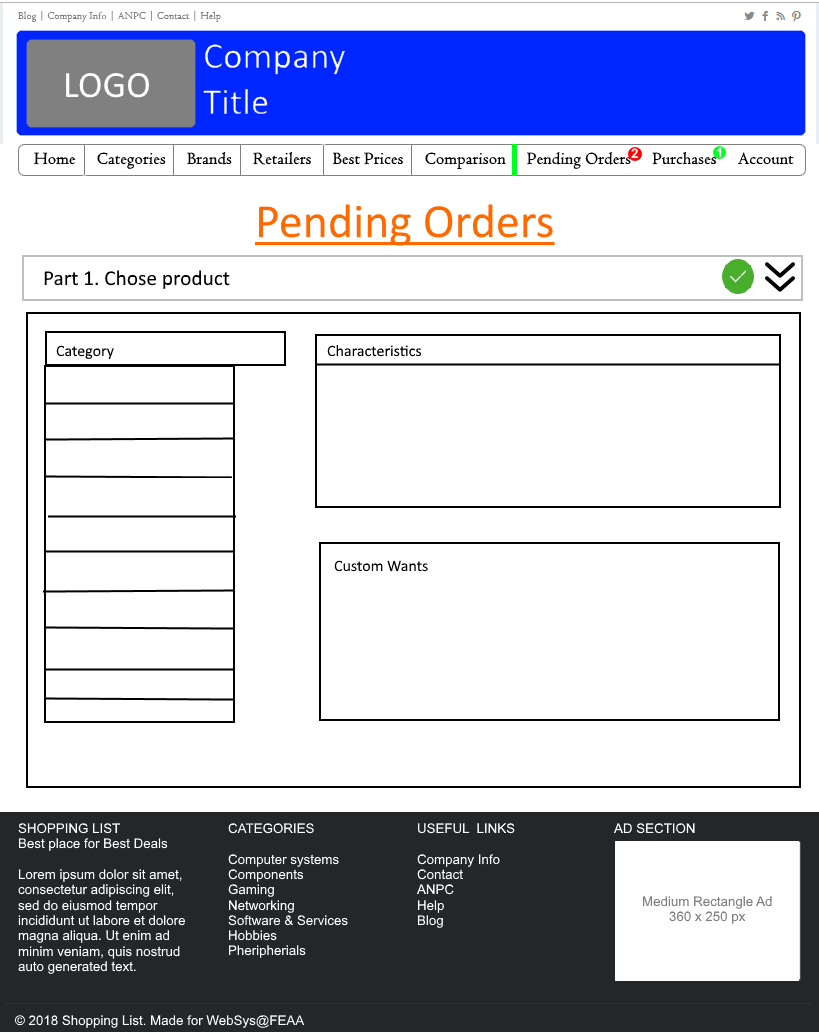 Blog | Company Info | ANPC | Contact | Help
LOGO
Company
Title
Home Categories Brands Retailers Best Prices Comparison Pending Orders 2 Purchases 1 Account
Pending Orders
Part 1. Chose product
Category
Characteristics
Custom Wants
SHOPPING LIST
Best place for Best Deals
Lorem ipsum dolor sit amet,
consectetur adipiscing elit,
sed do eiusmod tempor
incididunt ut labore et dolore
magna aliqua. Ut enim ad
minim veniam, quis nostrud
auto generated text.
CATEGORIES
Computer systems
Components
Gaming
Networking
Software & Services
Hobbies
Pheripherials
USEFUL LINKS
Company Info
Contact
ANPC
Help
Blog
AD SECTION
Medium Rectangle Ad
360 x 250 px
© 2018 Shopping List. Made for WebSys@FEAA